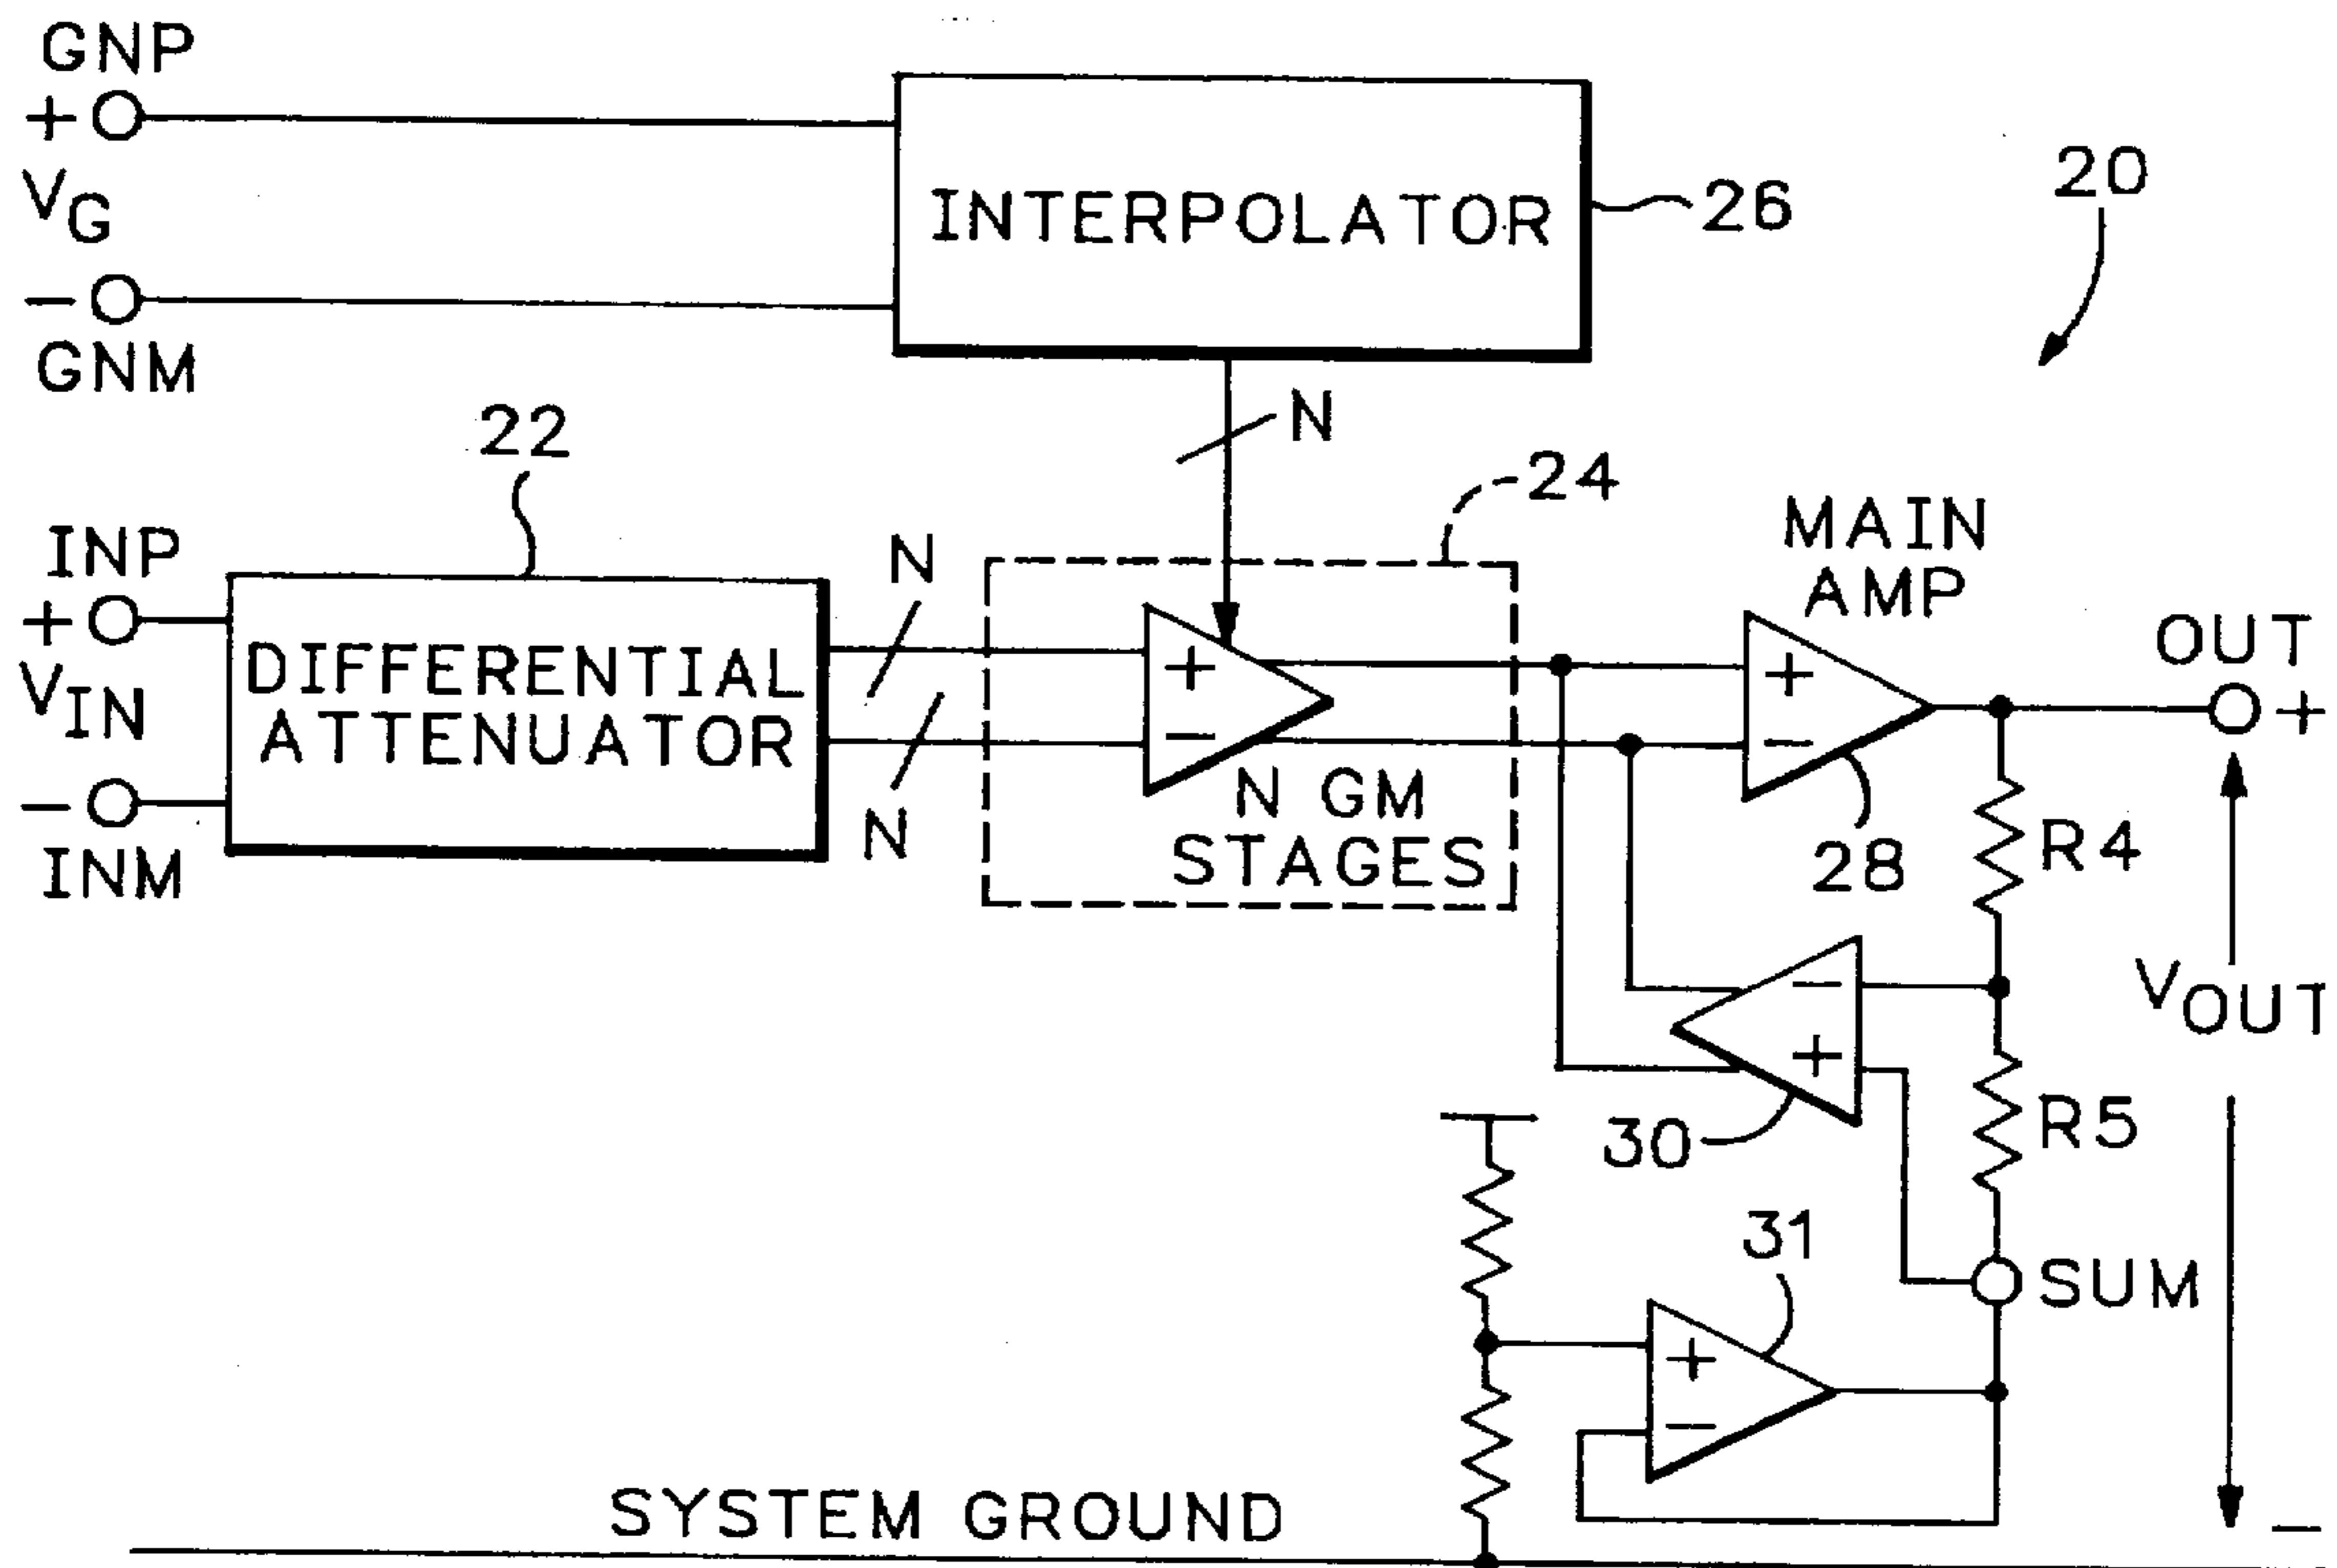 GNP
+
VG
−
GNM
INTERPOLATOR
26
20
N
22
24
INP
+
VIN
−
INM
DIFFERENTIAL
ATTENUATOR
N
N
+
−
N GM
STAGES
MAIN
AMP
+
−
28
OUT
+
R4
VOUT
−
+
30
R5
31
SUM
+
−
SYSTEM GROUND
−